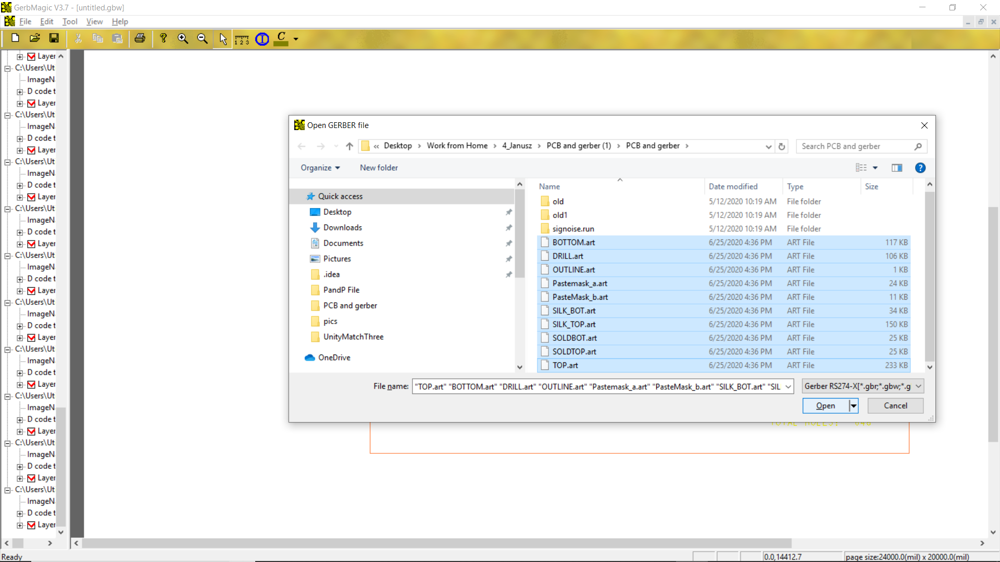 GerbMagic V3.7 - [untitled.gbw]
File Edit Tool View Help
1 2 3
C
Layer
C:\Users\Ut
ImageN
D code t
Layer
C:\Users\Ut
ImageN
D code t
Layer
C:\Users\Ut
ImageN
D code t
Layer
C:\Users\Ut
ImageN
D code t
Layer
C:\Users\Ut
ImageN
D code t
Layer
C:\Users\Ut
ImageN
D code t
Layer
C:\Users\Ut
ImageN
D code t
Layer
C:\Users\Ut
ImageN
D code t
Layer
C:\Users\Ut
ImageN
D code t
Layer
C:\Users\Ut
ImageN
D code t
Layer
Open GERBER file
« Desktop › Work from Home › 4_Janusz › PCB and gerber (1) › PCB and gerber ›
Search PCB and gerber
Organize New folder
Quick access
Desktop
Downloads
Documents
Pictures
.idea
PandP File
PCB and gerber
pics
UnityMatchThree
OneDrive
Name Date modified Type Size
old 5/12/2020 10:19 AM File folder
old1 5/12/2020 10:19 AM File folder
signoise.run 5/12/2020 10:19 AM File folder
BOTTOM.art 6/25/2020 4:36 PM ART File 117 KB
DRILL.art 6/25/2020 4:36 PM ART File 106 KB
OUTLINE.art 6/25/2020 4:36 PM ART File 1 KB
Pastemask_a.art 6/25/2020 4:36 PM ART File 24 KB
PasteMask_b.art 6/25/2020 4:36 PM ART File 11 KB
SILK_BOT.art 6/25/2020 4:36 PM ART File 34 KB
SILK_TOP.art 6/25/2020 4:36 PM ART File 150 KB
SOLDBOT.art 6/25/2020 4:36 PM ART File 25 KB
SOLDTOP.art 6/25/2020 4:36 PM ART File 25 KB
TOP.art 6/25/2020 4:36 PM ART File 233 KB
File name: "TOP.art" "BOTTOM.art" "DRILL.art" "OUTLINE.art" "Pastemask_a.art" "PasteMask_b.art" "SILK_BOT.art" "SIL
Gerber RS274-X[*.gbr;*.gbw;*.g
Open Cancel
TOTAL HOLES:
Ready 0.0,14412.7 page size:24000.0(mil) x 20000.0(mil)